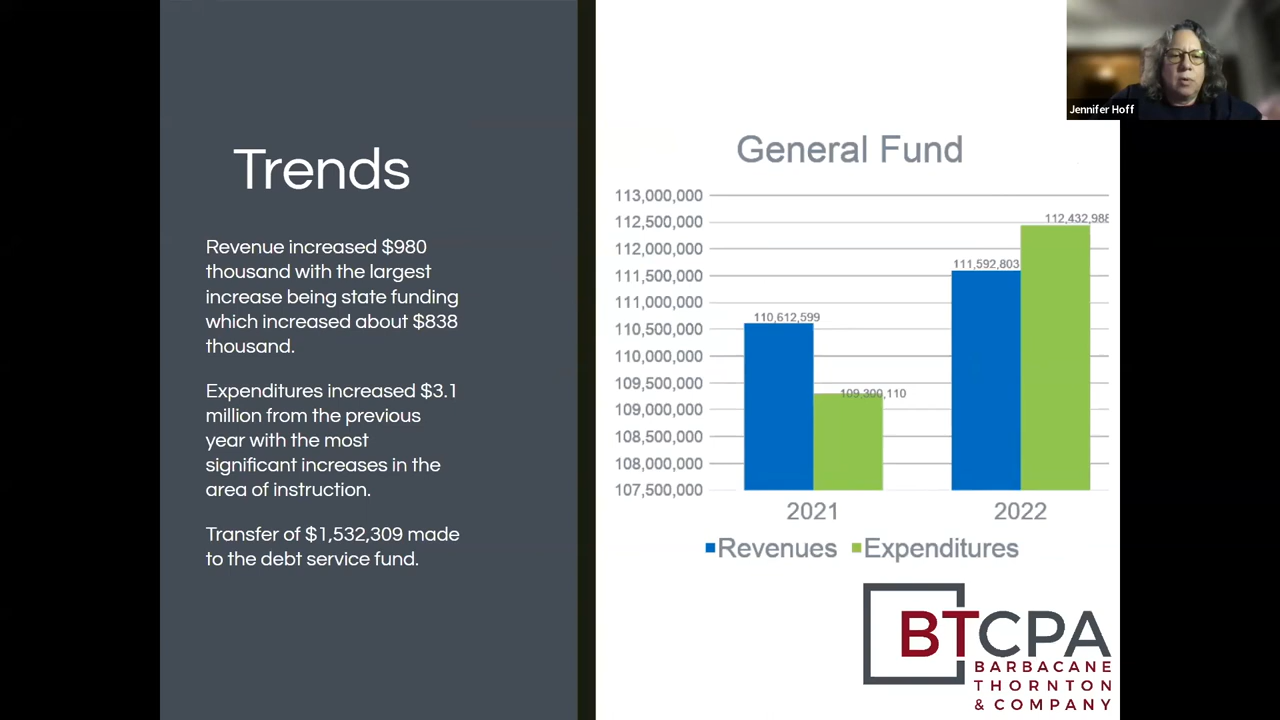 Trends
Revenue increased $980
thousand with the largest
increase being state funding
which increased about $838
thousand.
Expenditures increased $3.1
million from the previous
year with the most
significant increases in the
area of instruction.
Transfer of $1,532,309 made
to the debt service fund.
Jennifer Hoff
General Fund
113,000,000
112,500,000
112,000,000
111,500,000
111,000,000
110,500,000
110,000,000
109,500,000
109,000,000
108,500,000
108,000,000
107,500,000
110,612,599
109,300,110
111,592,803
112,432,988
2021 2022
Revenues Expenditures
BTCPA
BARBACANE
THORNTON
& COMPANY